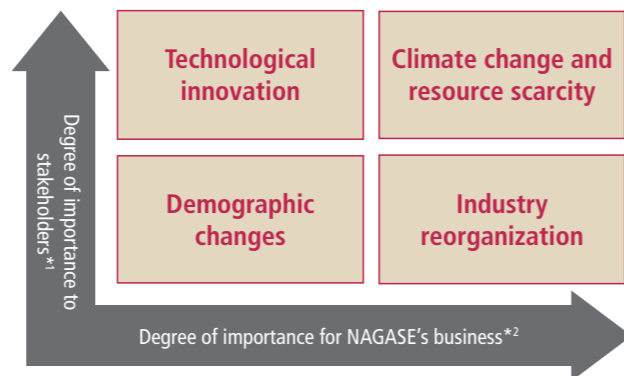 Technological
innovation
Climate change and
resource scarcity
Degree of importance to
stakeholders*1
Demographic
changes
Industry
reorganization
Degree of importance for NAGASE’s business*2